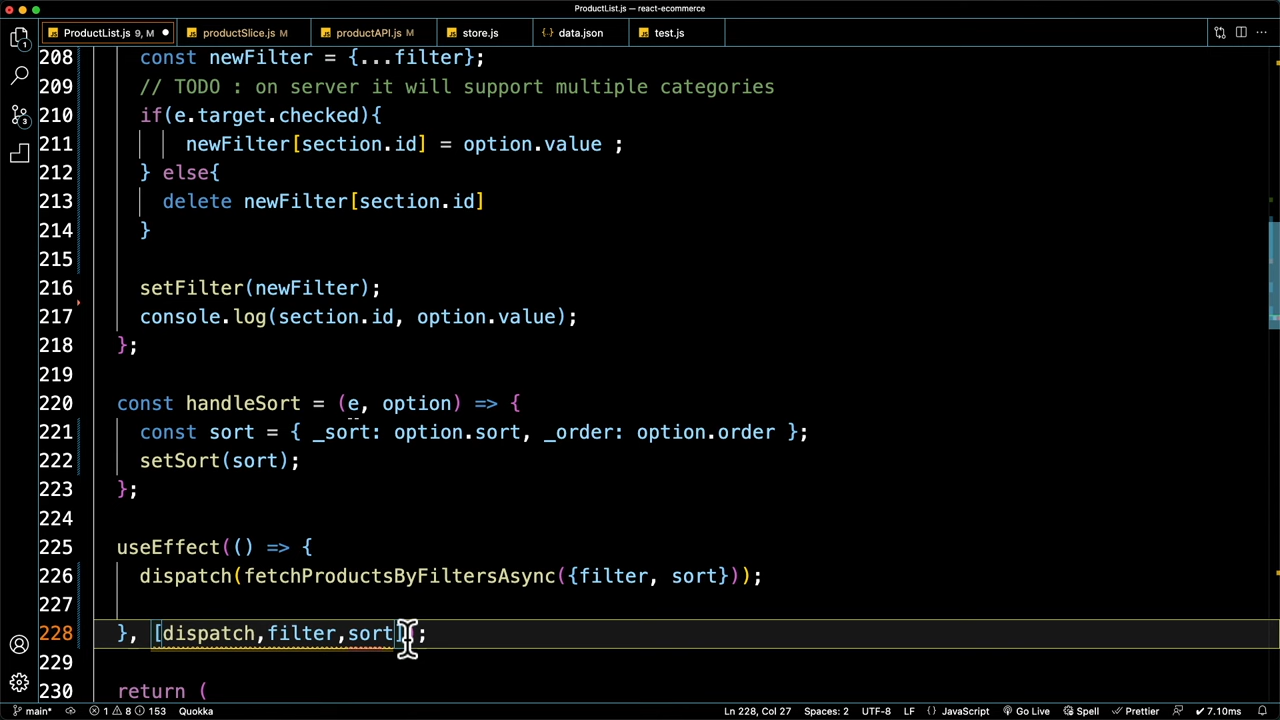 ProductList.js — react-ecommerce
ProductList.js 9, M productSlice.js M productAPI.js M store.js data.json test.js
208 const newFilter = {...filter};
209 // TODO : on server it will support multiple categories
210 if(e.target.checked){
211 newFilter[section.id] = option.value ;
212 } else{
213 delete newFilter[section.id]
214 }
215
216 setFilter(newFilter);
217 console.log(section.id, option.value);
218 };
219
220 const handleSort = (e, option) => {
221 const sort = { _sort: option.sort, _order: option.order };
222 setSort(sort);
223 };
224
225 useEffect(() => {
226 dispatch(fetchProductsByFiltersAsync({filter, sort}));
227
228 }, [dispatch,filter,sort]);
229
230 return (
main* 1 8 153 Quokka Ln 228, Col 27 Spaces: 2 UTF-8 LF {} JavaScript Go Live Spell Prettier 7.10ms
1
3